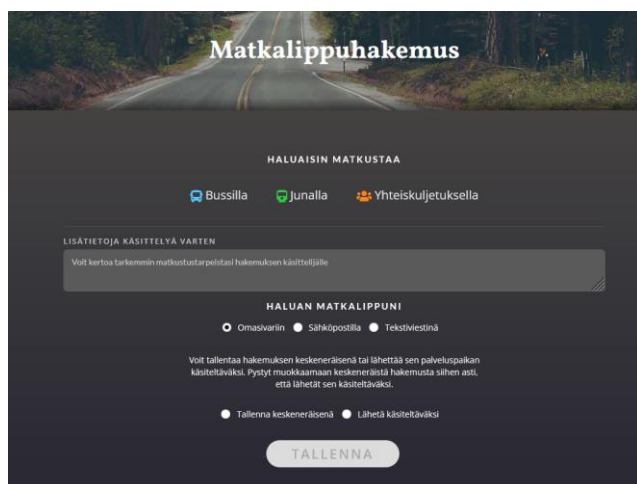 Matkalippuhakemus
HALUAISIN MATKUSTAA
Bussilla Junalla Yhteiskuljetuksella
LISÄTIETOJA KÄSITTELYÄ VARTEN
Voit kertoa tarkemmin matkustustarpeistasi hakemuksen käsittelijälle
HALUAN MATKALIPPUNI
Omasivariin Sähköpostilla Tekstiviestinä
Voit tallentaa hakemuksen keskeneräisenä tai lähettää sen palveluspaikan
käsiteltäväksi. Pystyt muokkaamaan keskeneräistä hakemusta siihen asti,
että lähetät sen käsiteltäväksi.
Tallenna keskeneräisenä Lähetä käsiteltäväksi
TALLENNA